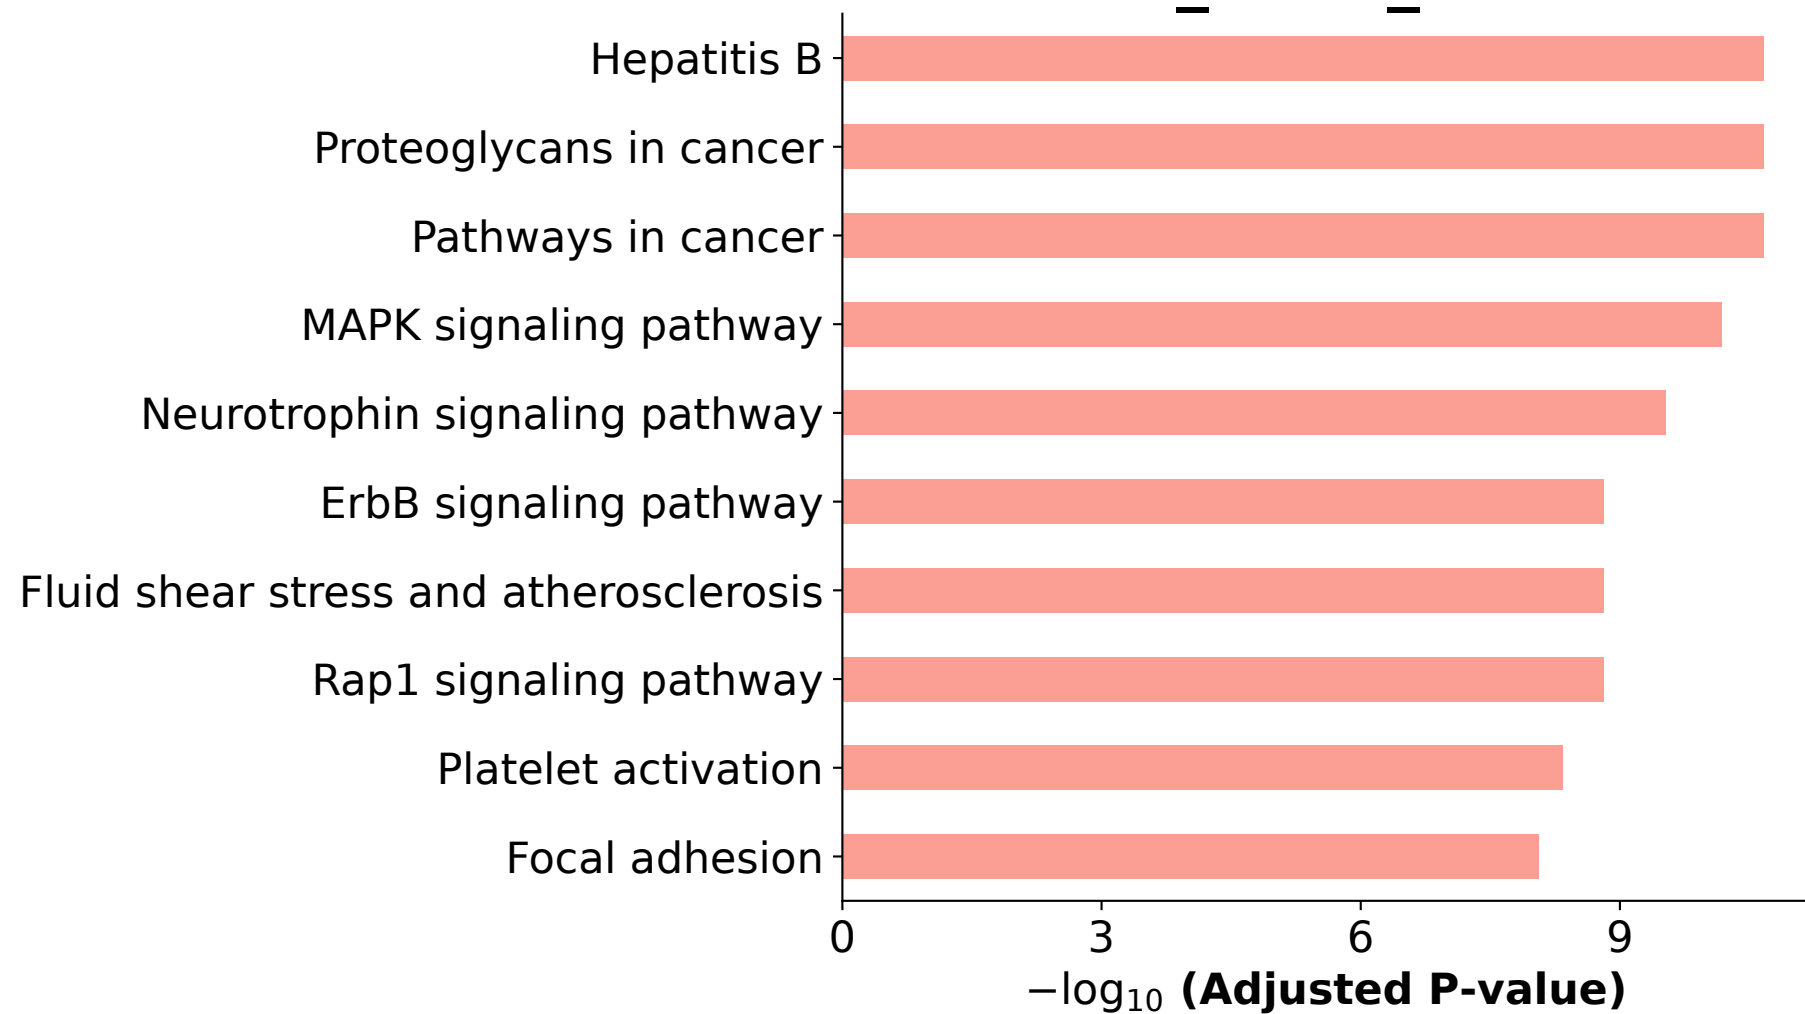 Hepatitis B
Proteoglycans in cancer
Pathways in cancer
MAPK signaling pathway
Neurotrophin signaling pathway
ErbB signaling pathway
Fluid shear stress and atherosclerosis
Rap1 signaling pathway
Platelet activation
Focal adhesion
0 3 6 9
−log₁₀ (Adjusted P-value)